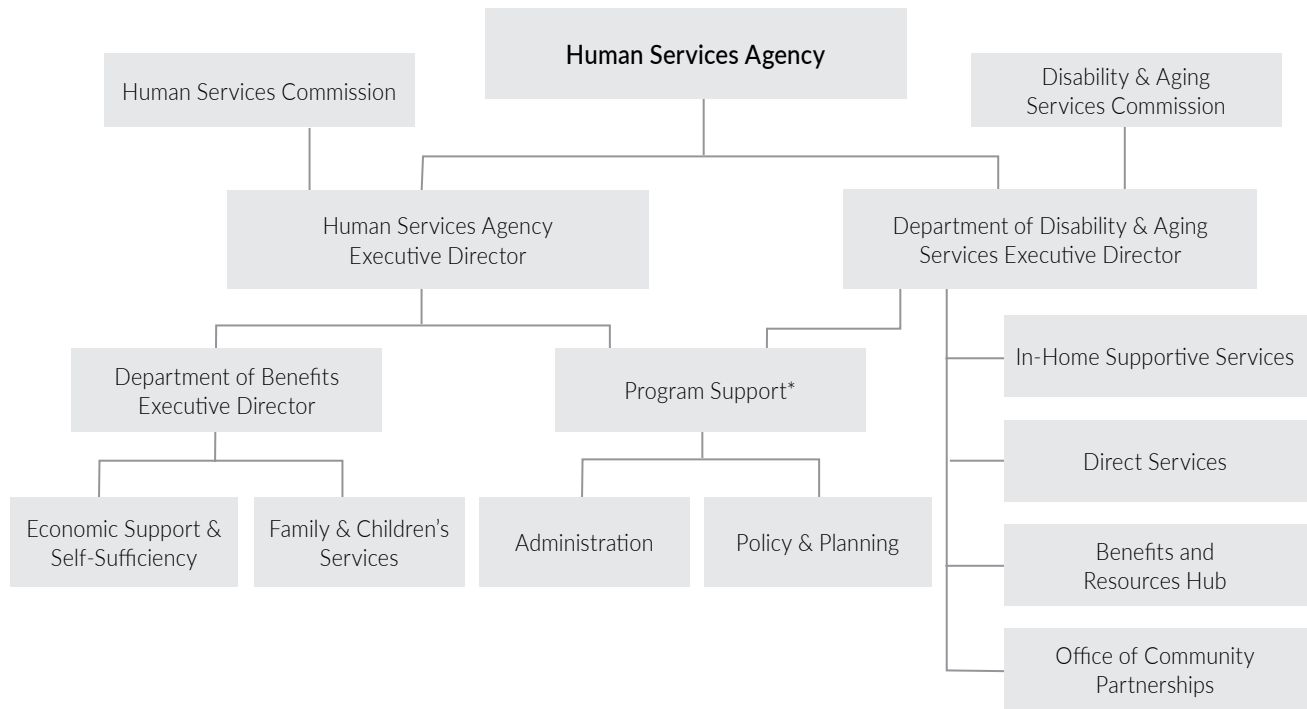 Human Services Agency
Human Services Commission
Disability & Aging
Services Commission
Human Services Agency
Executive Director
Department of Disability & Aging
Services Executive Director
Department of Benefits
Executive Director
Program Support*
In-Home Supportive Services
Direct Services
Benefits and
Resources Hub
Office of Community
Partnerships
Economic Support &
Self-Sufficiency
Family & Children’s
Services
Administration
Policy & Planning